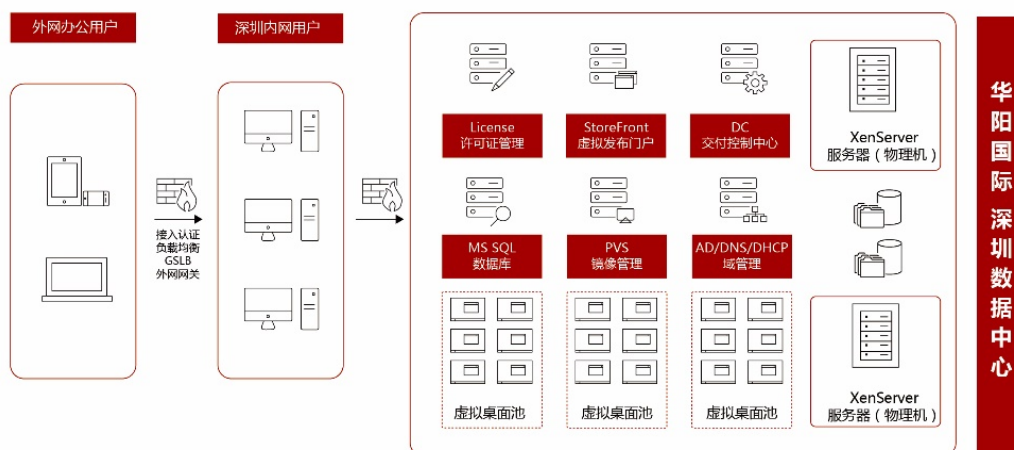 外网办公用户
深圳内网用户
接入认证
负载均衡
GSLB
外网网关
License
许可证管理
StoreFront
虚拟发布门户
DC
交付控制中心
MS SQL
数据库
PVS
镜像管理
AD/DNS/DHCP
域管理
虚拟桌面池
虚拟桌面池
虚拟桌面池
XenServer
服务器（物理机）
XenServer
服务器（物理机）
华阳国际 深圳数据中心